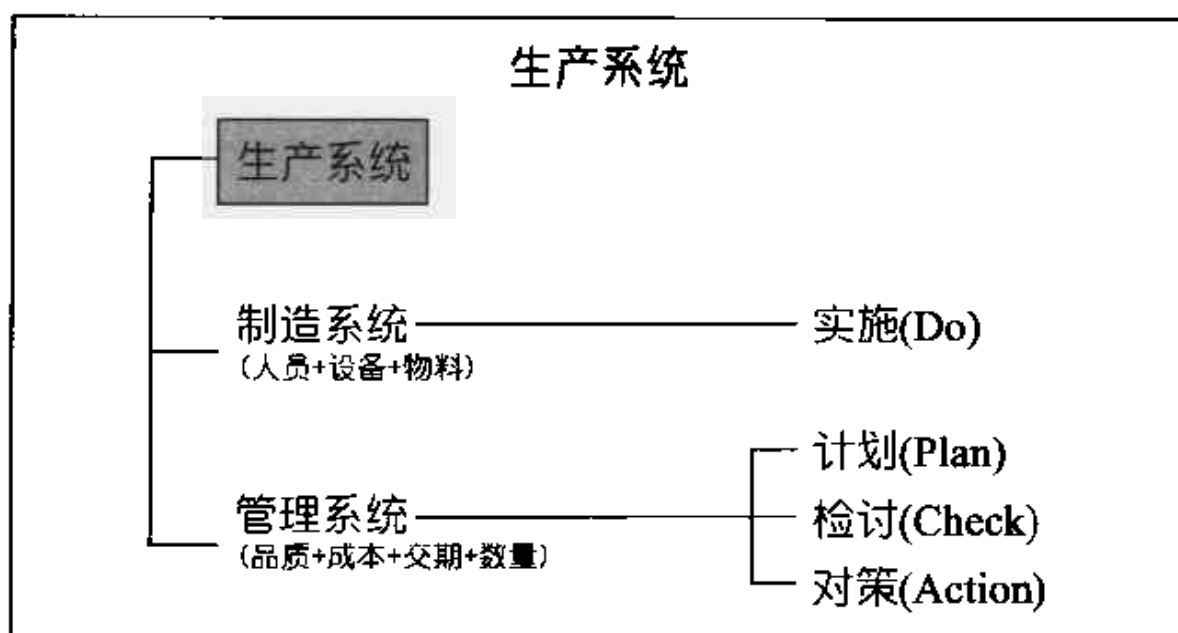 生产系统
生产系统
制造系统 实施(Do)
(人员+设备+物料)
计划(Plan)
管理系统 检讨(Check)
(品质+成本+交期+数量)
对策(Action)